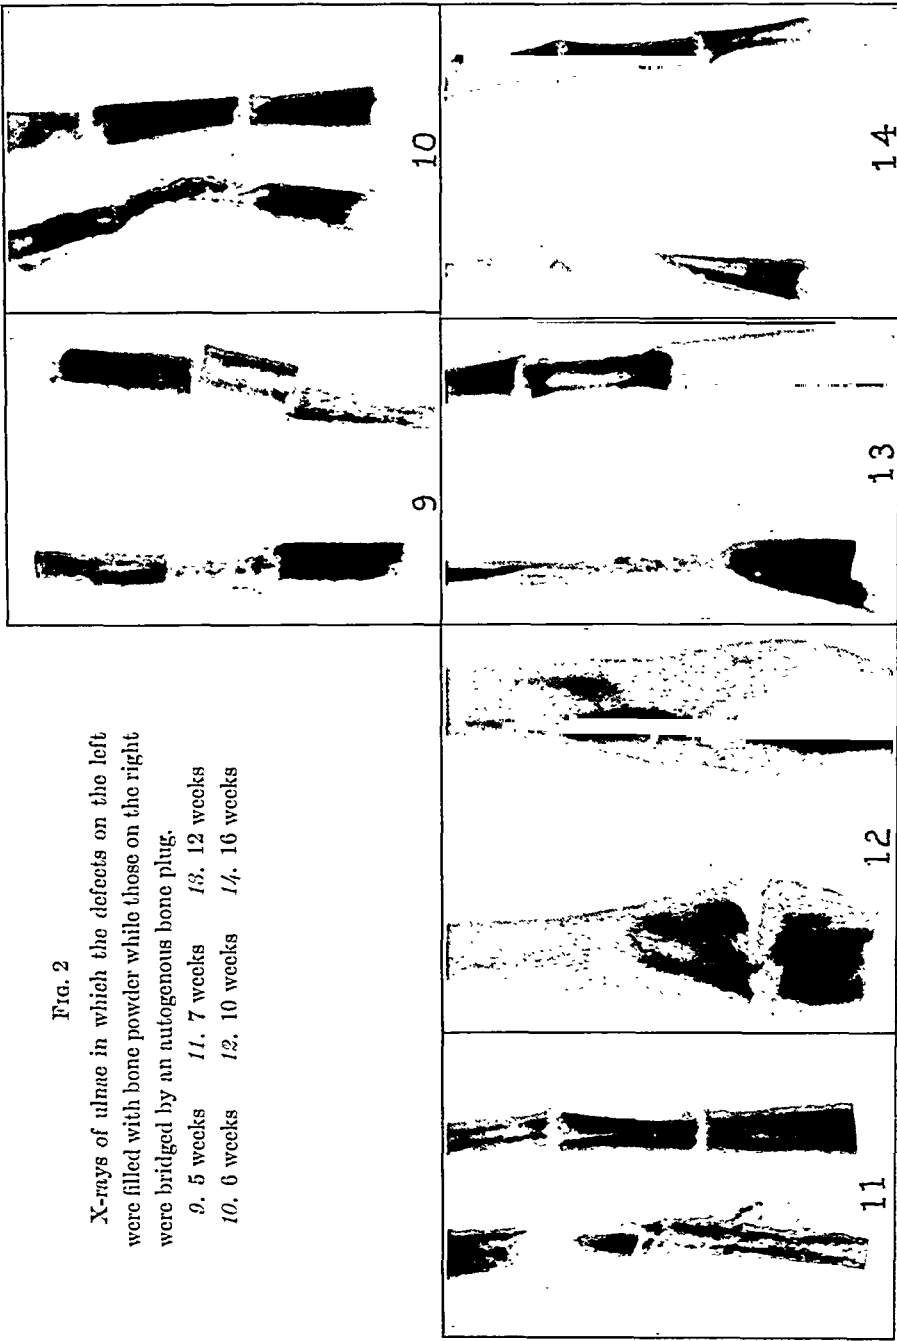 FIG. 2
X-rays of ulnae in which the defects on the left
were filled with bone powder while those on the right
were bridged by an autogenous bone plug.
9. 5 weeks 11. 7 weeks 13. 12 weeks
10. 6 weeks 12. 10 weeks 14. 16 weeks
9
10
11
12
13
14